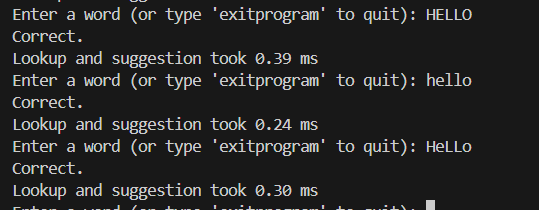 Enter a word (or type 'exitprogram' to quit): HELLO
Correct.
Lookup and suggestion took 0.39 ms
Enter a word (or type 'exitprogram' to quit): hello
Correct.
Lookup and suggestion took 0.24 ms
Enter a word (or type 'exitprogram' to quit): HeLLo
Correct.
Lookup and suggestion took 0.30 ms
Enter a word (or type 'exitprogram' to quit):